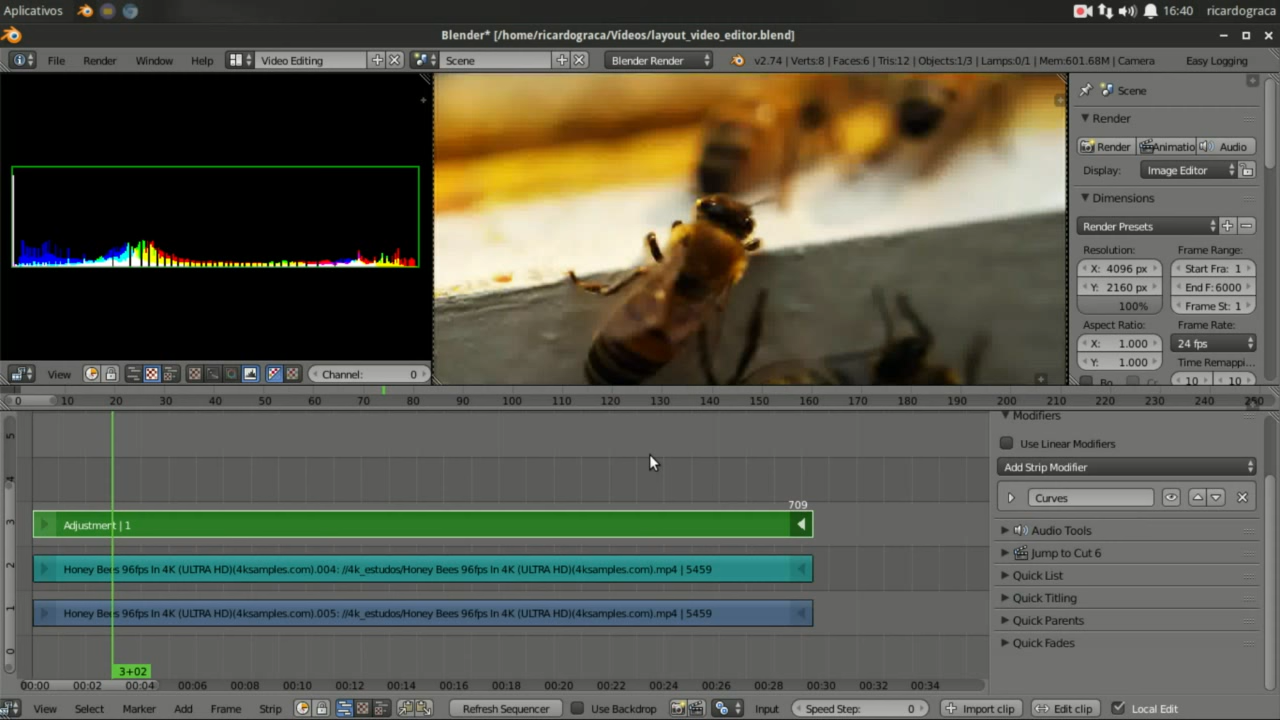 Aplicativos 16:40 ricardograca
Blender* [/home/ricardograca/Vídeos/layout_video_editor.blend]
File Render Window Help Video Editing Scene Blender Render v2.74 | Verts:8 | Faces:6 | Tris:12 | Objects:1/3 | Lamps:0/1 | Mem:601.68M | Camera Easy Logging
Scene
Render
Render Animatio Audio
Display: Image Editor
Dimensions
Render Presets
Resolution: Frame Range:
X: 4096 px Start Fra: 1
Y: 2160 px End F:6000
100% Frame St: 1
Aspect Ratio: Frame Rate:
X: 1.000 24 fps
Y: 1.000 Time Remappi...
10 10
View Channel: 0
0 10 20 30 40 50 60 70 80 90 100 110 120 130 140 150 160 170 180 190 200 210 220 230 240 250
Modifiers
Use Linear Modifiers
Add Strip Modifier
Curves
Audio Tools
Jump to Cut 6
Quick List
Quick Titling
Quick Parents
Quick Fades
5
4
3
2
1
0
709
Adjustment | 1
Honey Bees 96fps In 4K (ULTRA HD)(4ksamples.com).004: //4k_estudos/Honey Bees 96fps In 4K (ULTRA HD)(4ksamples.com).mp4 | 5459
Honey Bees 96fps In 4K (ULTRA HD)(4ksamples.com).005: //4k_estudos/Honey Bees 96fps In 4K (ULTRA HD)(4ksamples.com).mp4 | 5459
3+02
00:00 00:02 00:04 00:06 00:08 00:10 00:12 00:14 00:16 00:18 00:20 00:22 00:24 00:26 00:28 00:30 00:32 00:34
View Select Marker Add Frame Strip Refresh Sequencer Use Backdrop Input Speed Step: 0 Import clip Edit clip Local Edit